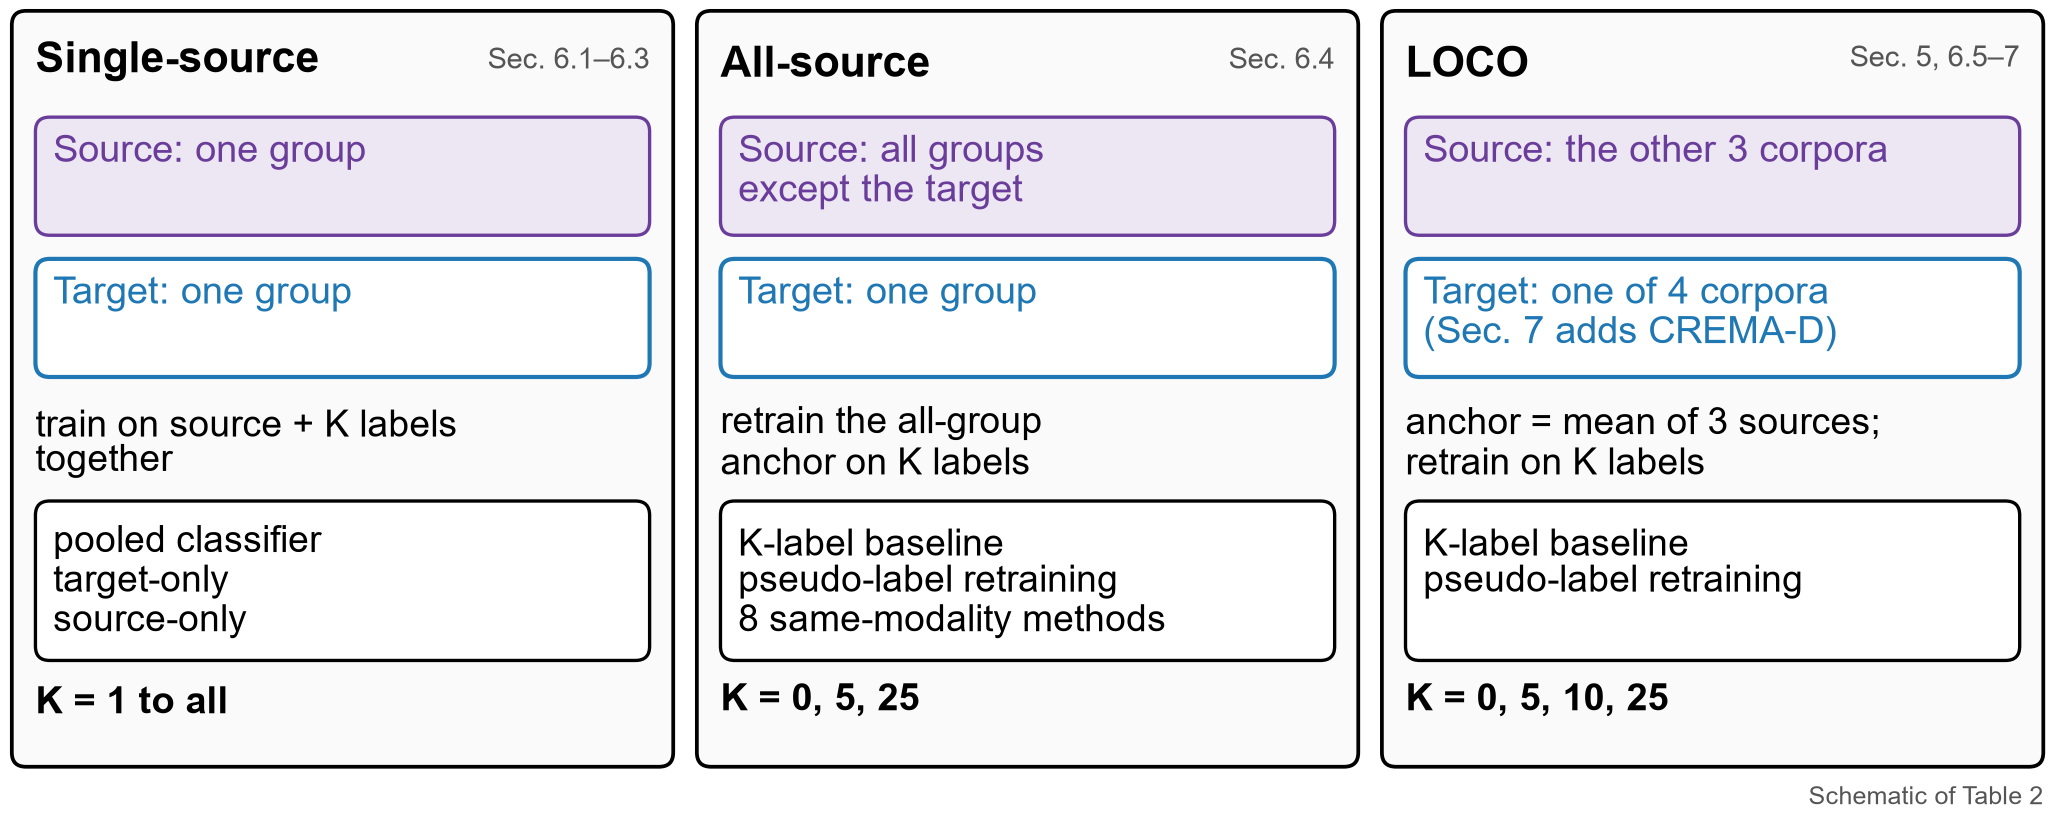 Single-source
Sec. 6.1–6.3
Source: one group
Target: one group
train on source + K labels
together
pooled classifier
target-only
source-only
K = 1 to all
All-source
Sec. 6.4
Source: all groups
except the target
Target: one group
retrain the all-group
anchor on K labels
K-label baseline
pseudo-label retraining
8 same-modality methods
K = 0, 5, 25
LOCO
Sec. 5, 6.5–7
Source: the other 3 corpora
Target: one of 4 corpora
(Sec. 7 adds CREMA-D)
anchor = mean of 3 sources;
retrain on K labels
K-label baseline
pseudo-label retraining
K = 0, 5, 10, 25
Schematic of Table 2